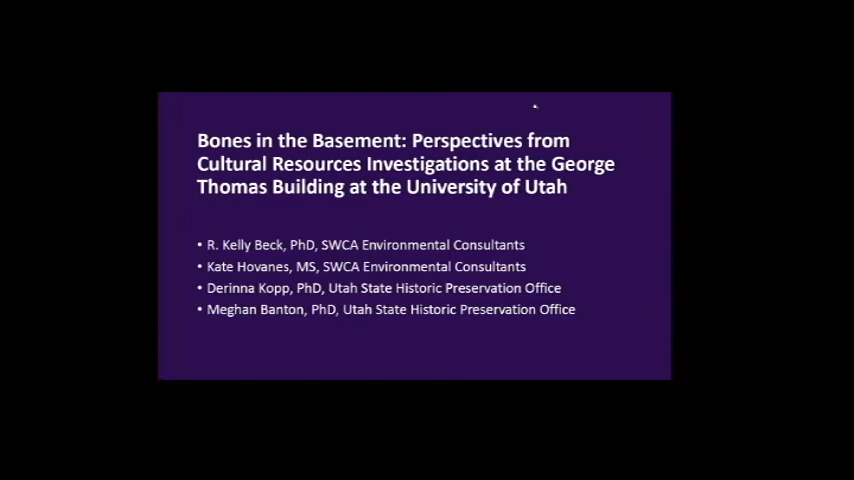 Bones in the Basement: Perspectives from
Cultural Resources Investigations at the George
Thomas Building at the University of Utah
• R. Kelly Beck, PhD, SWCA Environmental Consultants
• Kate Hovanes, MS, SWCA Environmental Consultants
• Derinna Kopp, PhD, Utah State Historic Preservation Office
• Meghan Banton, PhD, Utah State Historic Preservation Office